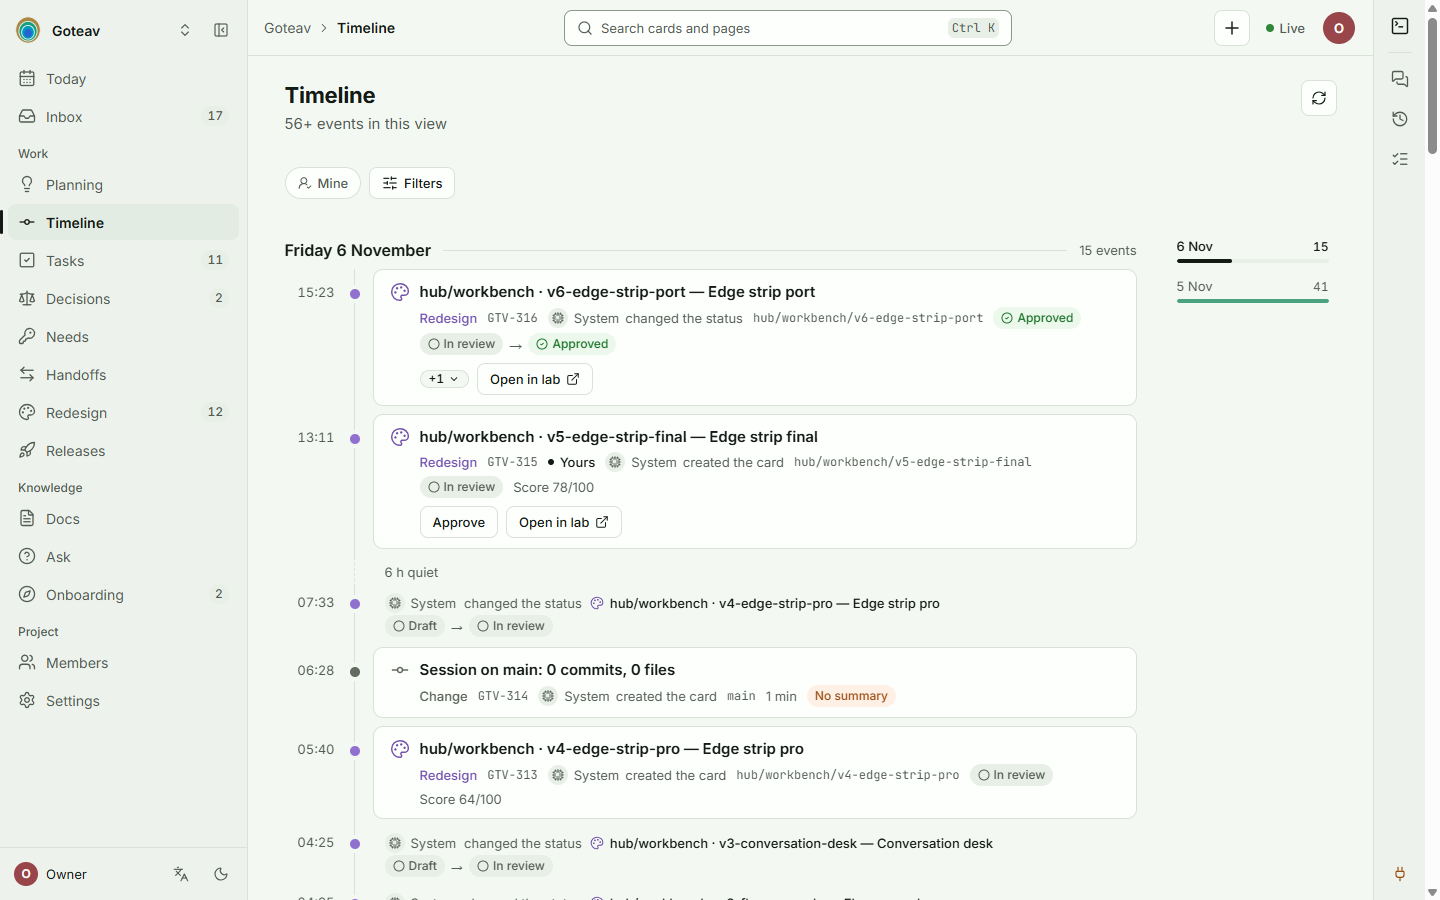 Goteav
Today
Inbox 17
Work
Planning
Timeline
Tasks 11
Decisions 2
Needs
Handoffs
Redesign 12
Releases
Knowledge
Docs
Ask
Onboarding 2
Project
Members
Settings
O Owner
Goteav > Timeline
Search cards and pages Ctrl K
Live
O
Timeline
56+ events in this view
Mine
Filters
Friday 6 November 15 events
15:23 hub/workbench · v6-edge-strip-port — Edge strip port
Redesign GTV-316 System changed the status hub/workbench/v6-edge-strip-port Approved
In review → Approved
+1 Open in lab
13:11 hub/workbench · v5-edge-strip-final — Edge strip final
Redesign GTV-315 • Yours System created the card hub/workbench/v5-edge-strip-final
In review Score 78/100
Approve Open in lab
6 h quiet
07:33 System changed the status hub/workbench · v4-edge-strip-pro — Edge strip pro
Draft → In review
06:28 Session on main: 0 commits, 0 files
Change GTV-314 System created the card main 1 min No summary
05:40 hub/workbench · v4-edge-strip-pro — Edge strip pro
Redesign GTV-313 System created the card hub/workbench/v4-edge-strip-pro In review
Score 64/100
04:25 System changed the status hub/workbench · v3-conversation-desk — Conversation desk
Draft → In review
6 Nov 15
5 Nov 41